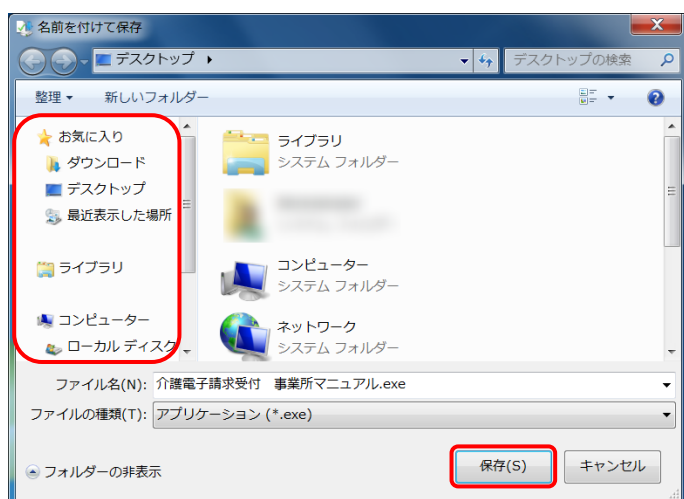 名前を付けて保存
デスクトップ
デスクトップの検索
整理 新しいフォルダー
お気に入り
ダウンロード
デスクトップ
最近表示した場所
ライブラリ
コンピューター
ローカル ディスク
ライブラリ
システム フォルダー
コンピューター
システム フォルダー
ネットワーク
システム フォルダー
ファイル名(N): 介護電子請求受付　事業所マニュアル.exe
ファイルの種類(T): アプリケーション (*.exe)
フォルダーの非表示
保存(S)
キャンセル